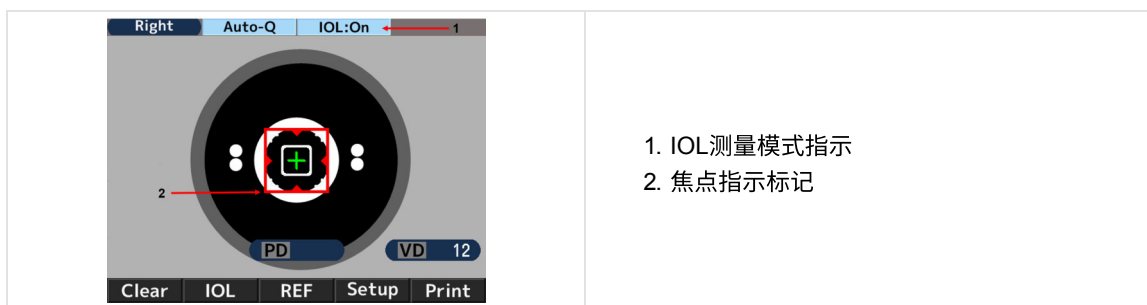 Right Auto-Q IOL:On 1
2
PD VD 12
Clear IOL REF Setup Print
1. IOL测量模式指示
2. 焦点指示标记